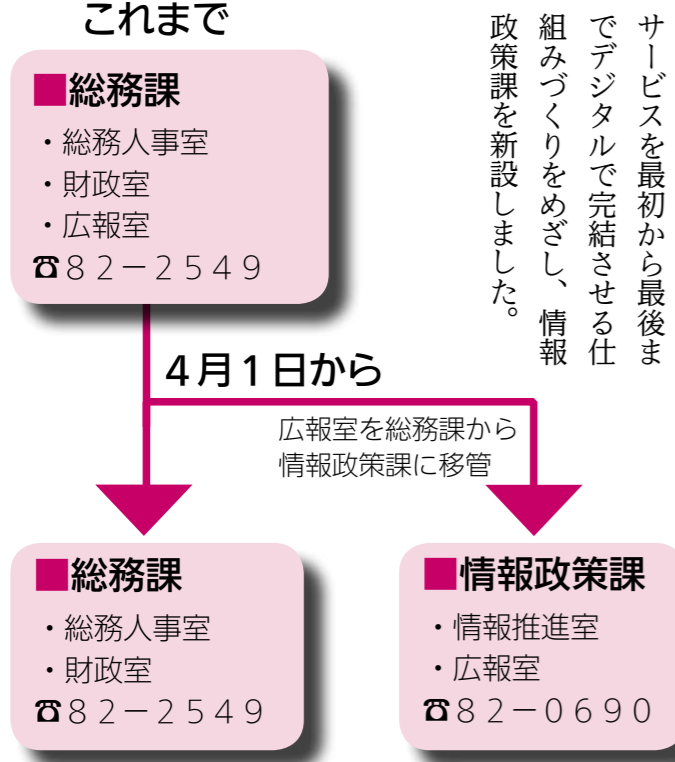 サービスを最初から最後ま
でデジタルで完結させる仕
組みづくりをめざし、情報
政策課を新設しました。
これまで
■総務課
・総務人事室
・財政室
・広報室
☎82-2549
4月1日から
広報室を総務課から
情報政策課に移管
■総務課
・総務人事室
・財政室
☎82-2549
■情報政策課
・情報推進室
・広報室
☎82-0690